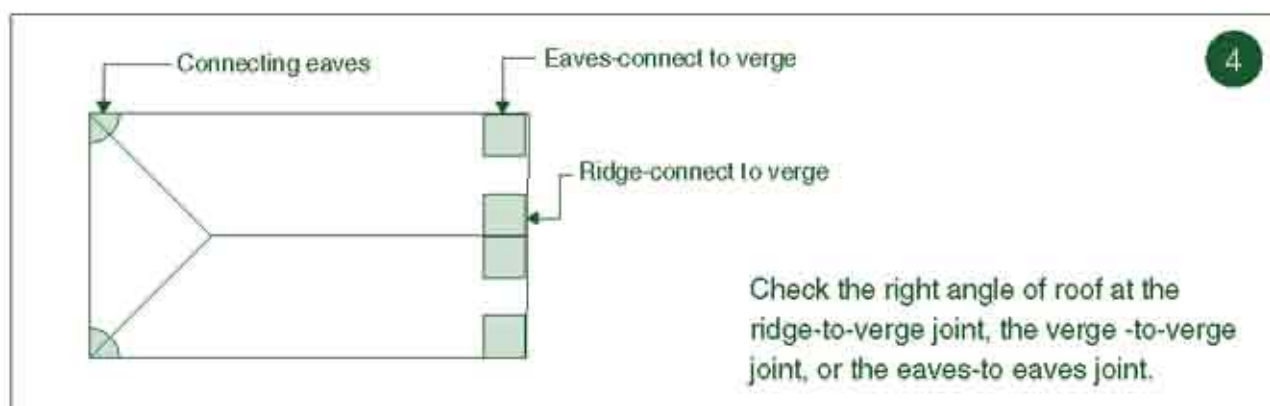 Connecting eaves
Eaves-connect to verge
4
Ridge-connect to verge
Check the right angle of roof at the
ridge-to-verge joint, the verge -to-verge
joint, or the eaves-to eaves joint.